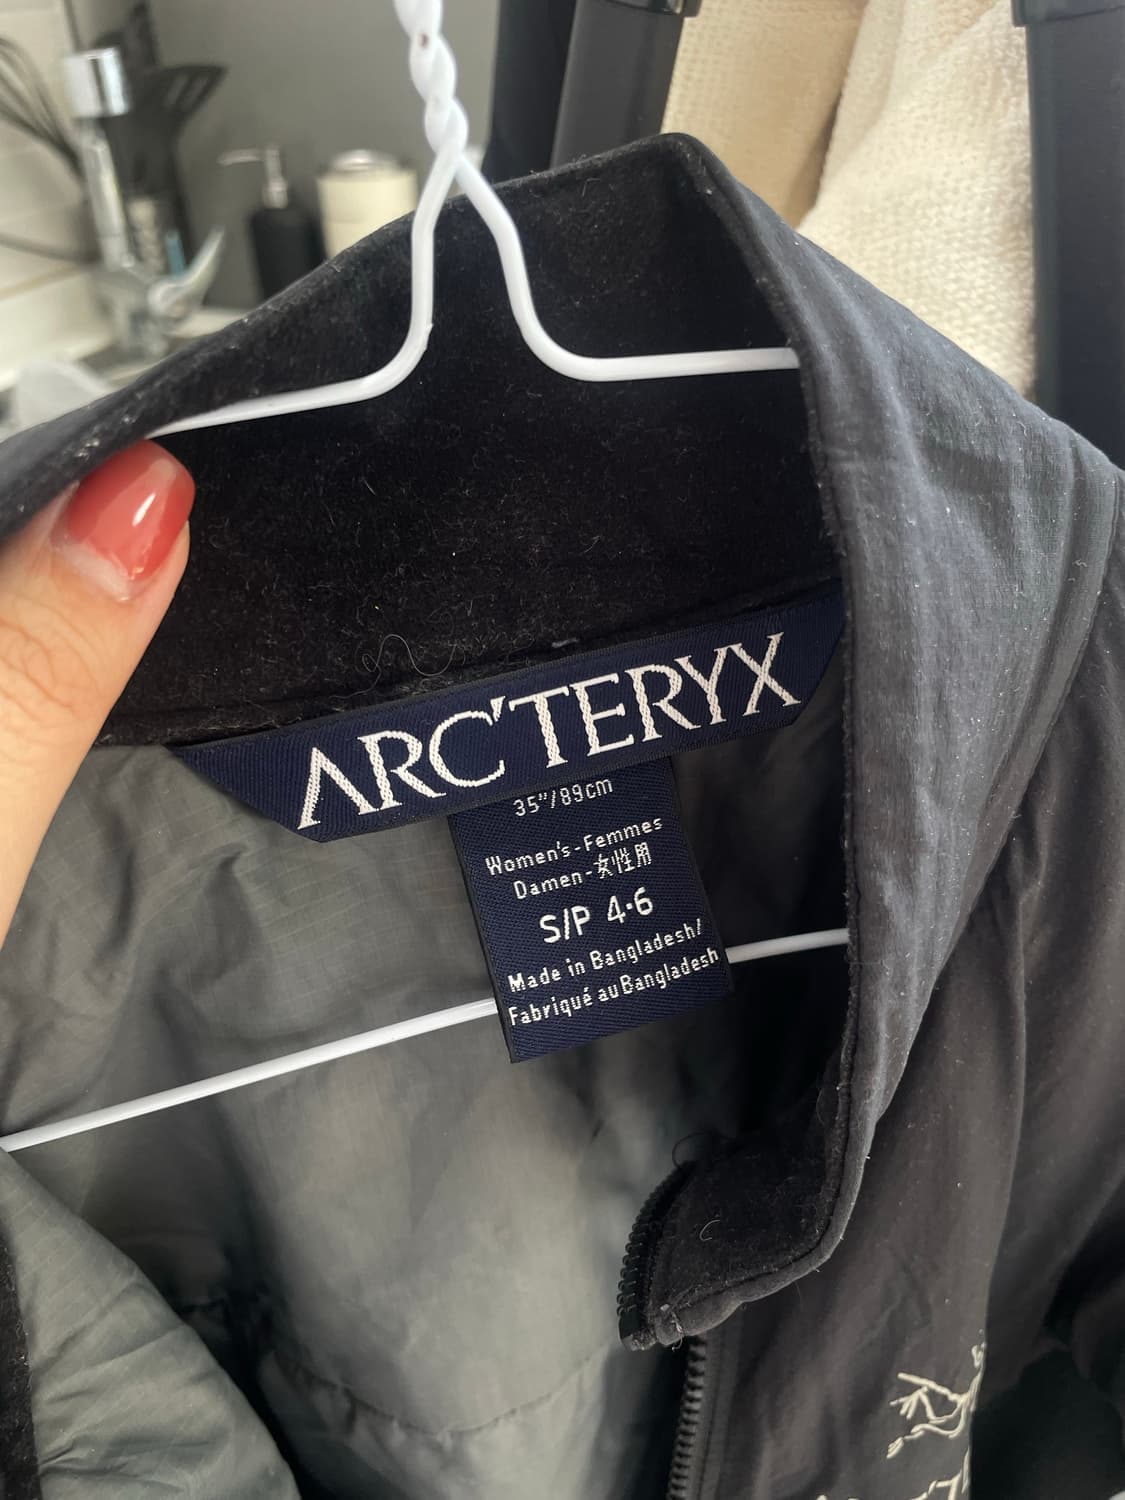 ARC'TERYX
35"/89cm
Women's-Femmes
Damen-女性用
S/P 4·6
Made in Bangladesh/
Fabriqué au Bangladesh